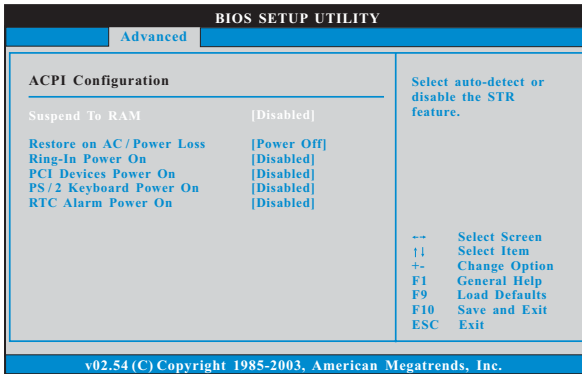 BIOS SETUP UTILITY
Advanced
ACPI Configuration
Suspend To RAM [Disabled]
Restore on AC / Power Loss [Power Off]
Ring-In Power On [Disabled]
PCI Devices Power On [Disabled]
PS / 2 Keyboard Power On [Disabled]
RTC Alarm Power On [Disabled]
Select auto-detect or
disable the STR
feature.
←→ Select Screen
↑↓ Select Item
+- Change Option
F1 General Help
F9 Load Defaults
F10 Save and Exit
ESC Exit
v02.54 (C) Copyright 1985-2003, American Megatrends, Inc.